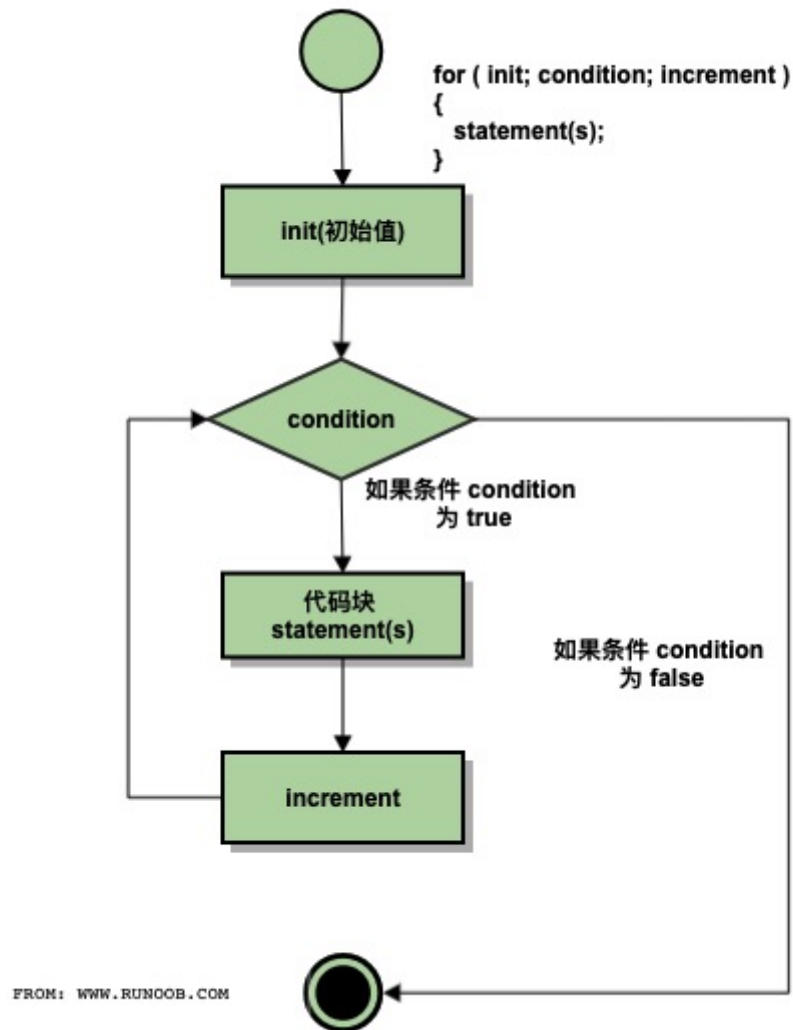 for ( init; condition; increment )
{
statement(s);
}
init(初始值)
condition
如果条件 condition
为 true
代码块
statement(s)
如果条件 condition
为 false
increment
FROM: WWW.RUNOOB.COM